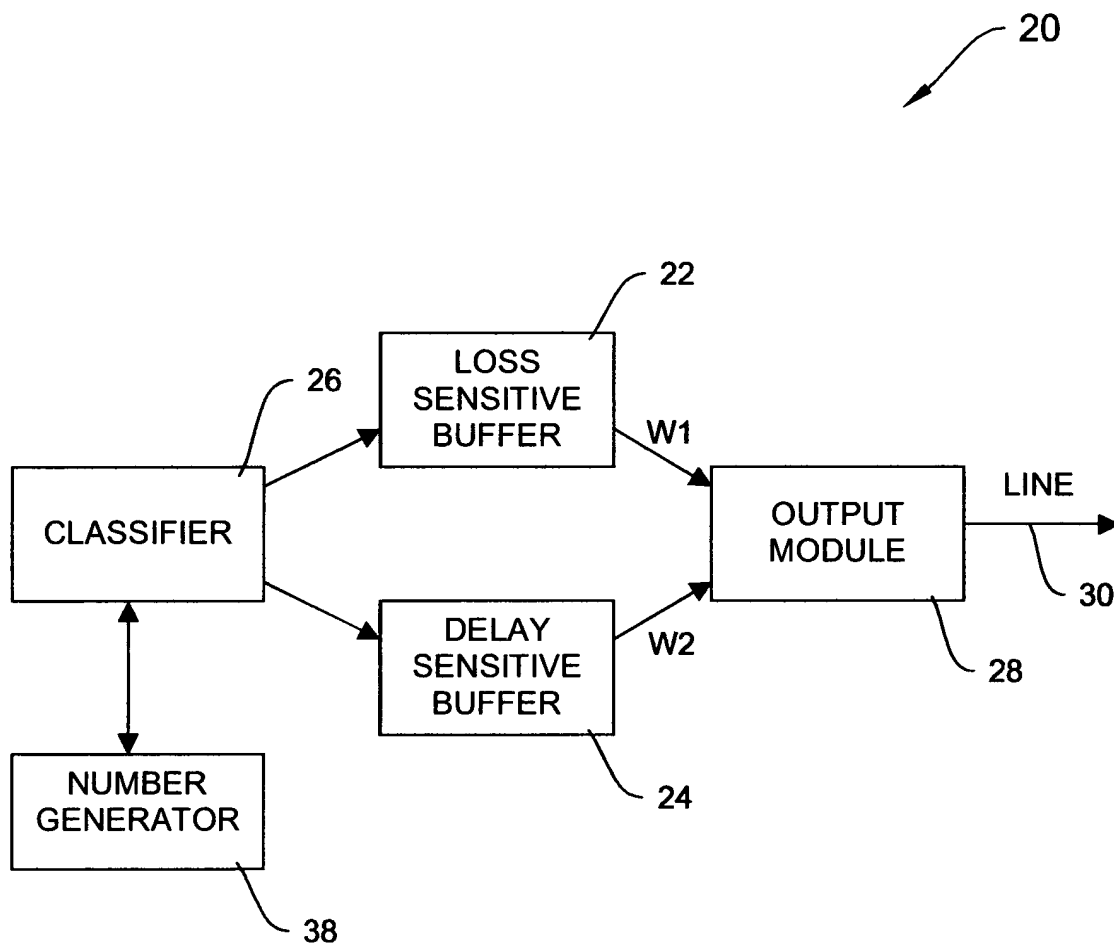 20
22
LOSS
SENSITIVE
BUFFER
26
W1
CLASSIFIER
OUTPUT
MODULE
LINE
30
DELAY
SENSITIVE
BUFFER
W2
28
24
NUMBER
GENERATOR
38